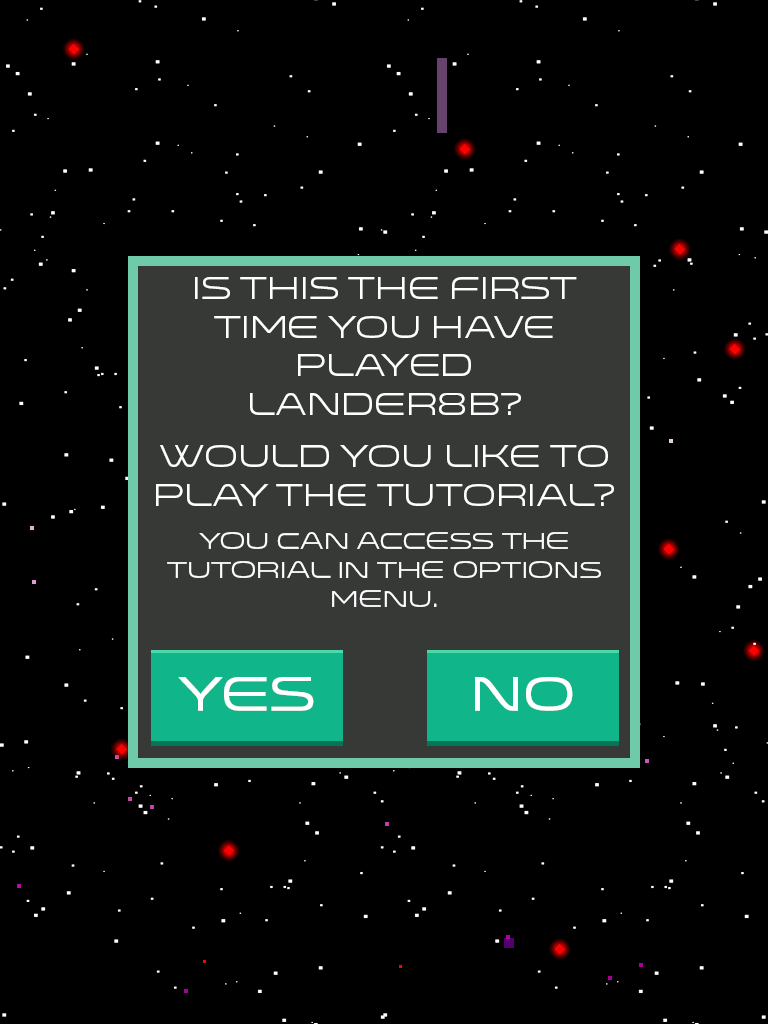 IS THIS THE FIRST
TIME YOU HAVE
PLAYED
LANDER8B?
WOULD YOU LIKE TO
PLAY THE TUTORIAL?
YOU CAN ACCESS THE
TUTORIAL IN THE OPTIONS
MENU.
YES NO